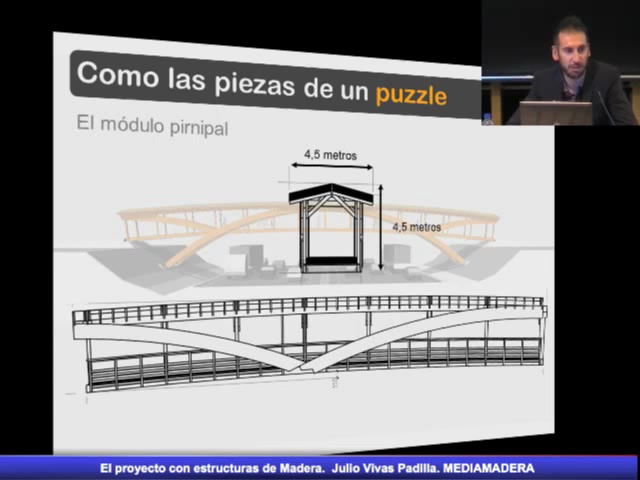 Como las piezas de un puzzle
El módulo pirnipal
4,5 metros
4,5 metros
El proyecto con estructuras de Madera. Julio Vivas Padilla. MEDIAMADERA